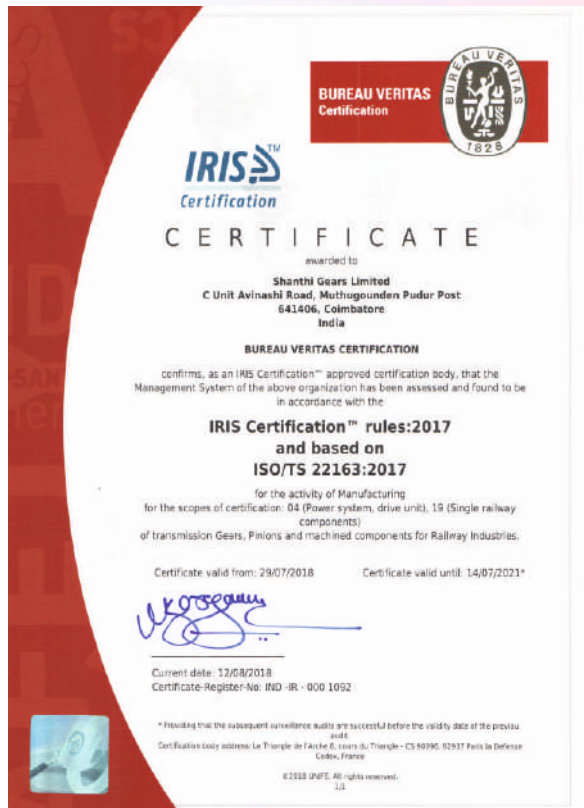 BUREAU VERITAS
Certification
BUREAU VERITAS
1828
IRIS™
Certification
CERTIFICATE
awarded to
Shanthi Gears Limited
C Unit Avinashi Road, Muthugounden Pudur Post
641406, Coimbatore
India
BUREAU VERITAS CERTIFICATION
confirms, as an IRIS Certification™ approved certification body, that the
Management System of the above organization has been assessed and found to be
in accordance with the
IRIS Certification™ rules:2017
and based on
ISO/TS 22163:2017
for the activity of Manufacturing
for the scopes of certification: 04 (Power system, drive unit), 19 (Single railway
components)
of transmission Gears, Pinions and machined components for Railway Industries.
Certificate valid from: 29/07/2018 Certificate valid until: 14/07/2021*
Current date: 12/08/2018
Certificate-Register-No: IND -IR - 000 1092
* Providing that the subsequent surveillance audits are successful before the validity date of the previou
audit
Certification body address: Le Triangle de l'Arche 8, cours du Triangle - CS 90096, 92937 Paris la Defense
Cedex, France
©2018 UNIFE. All rights reserved.
1/1